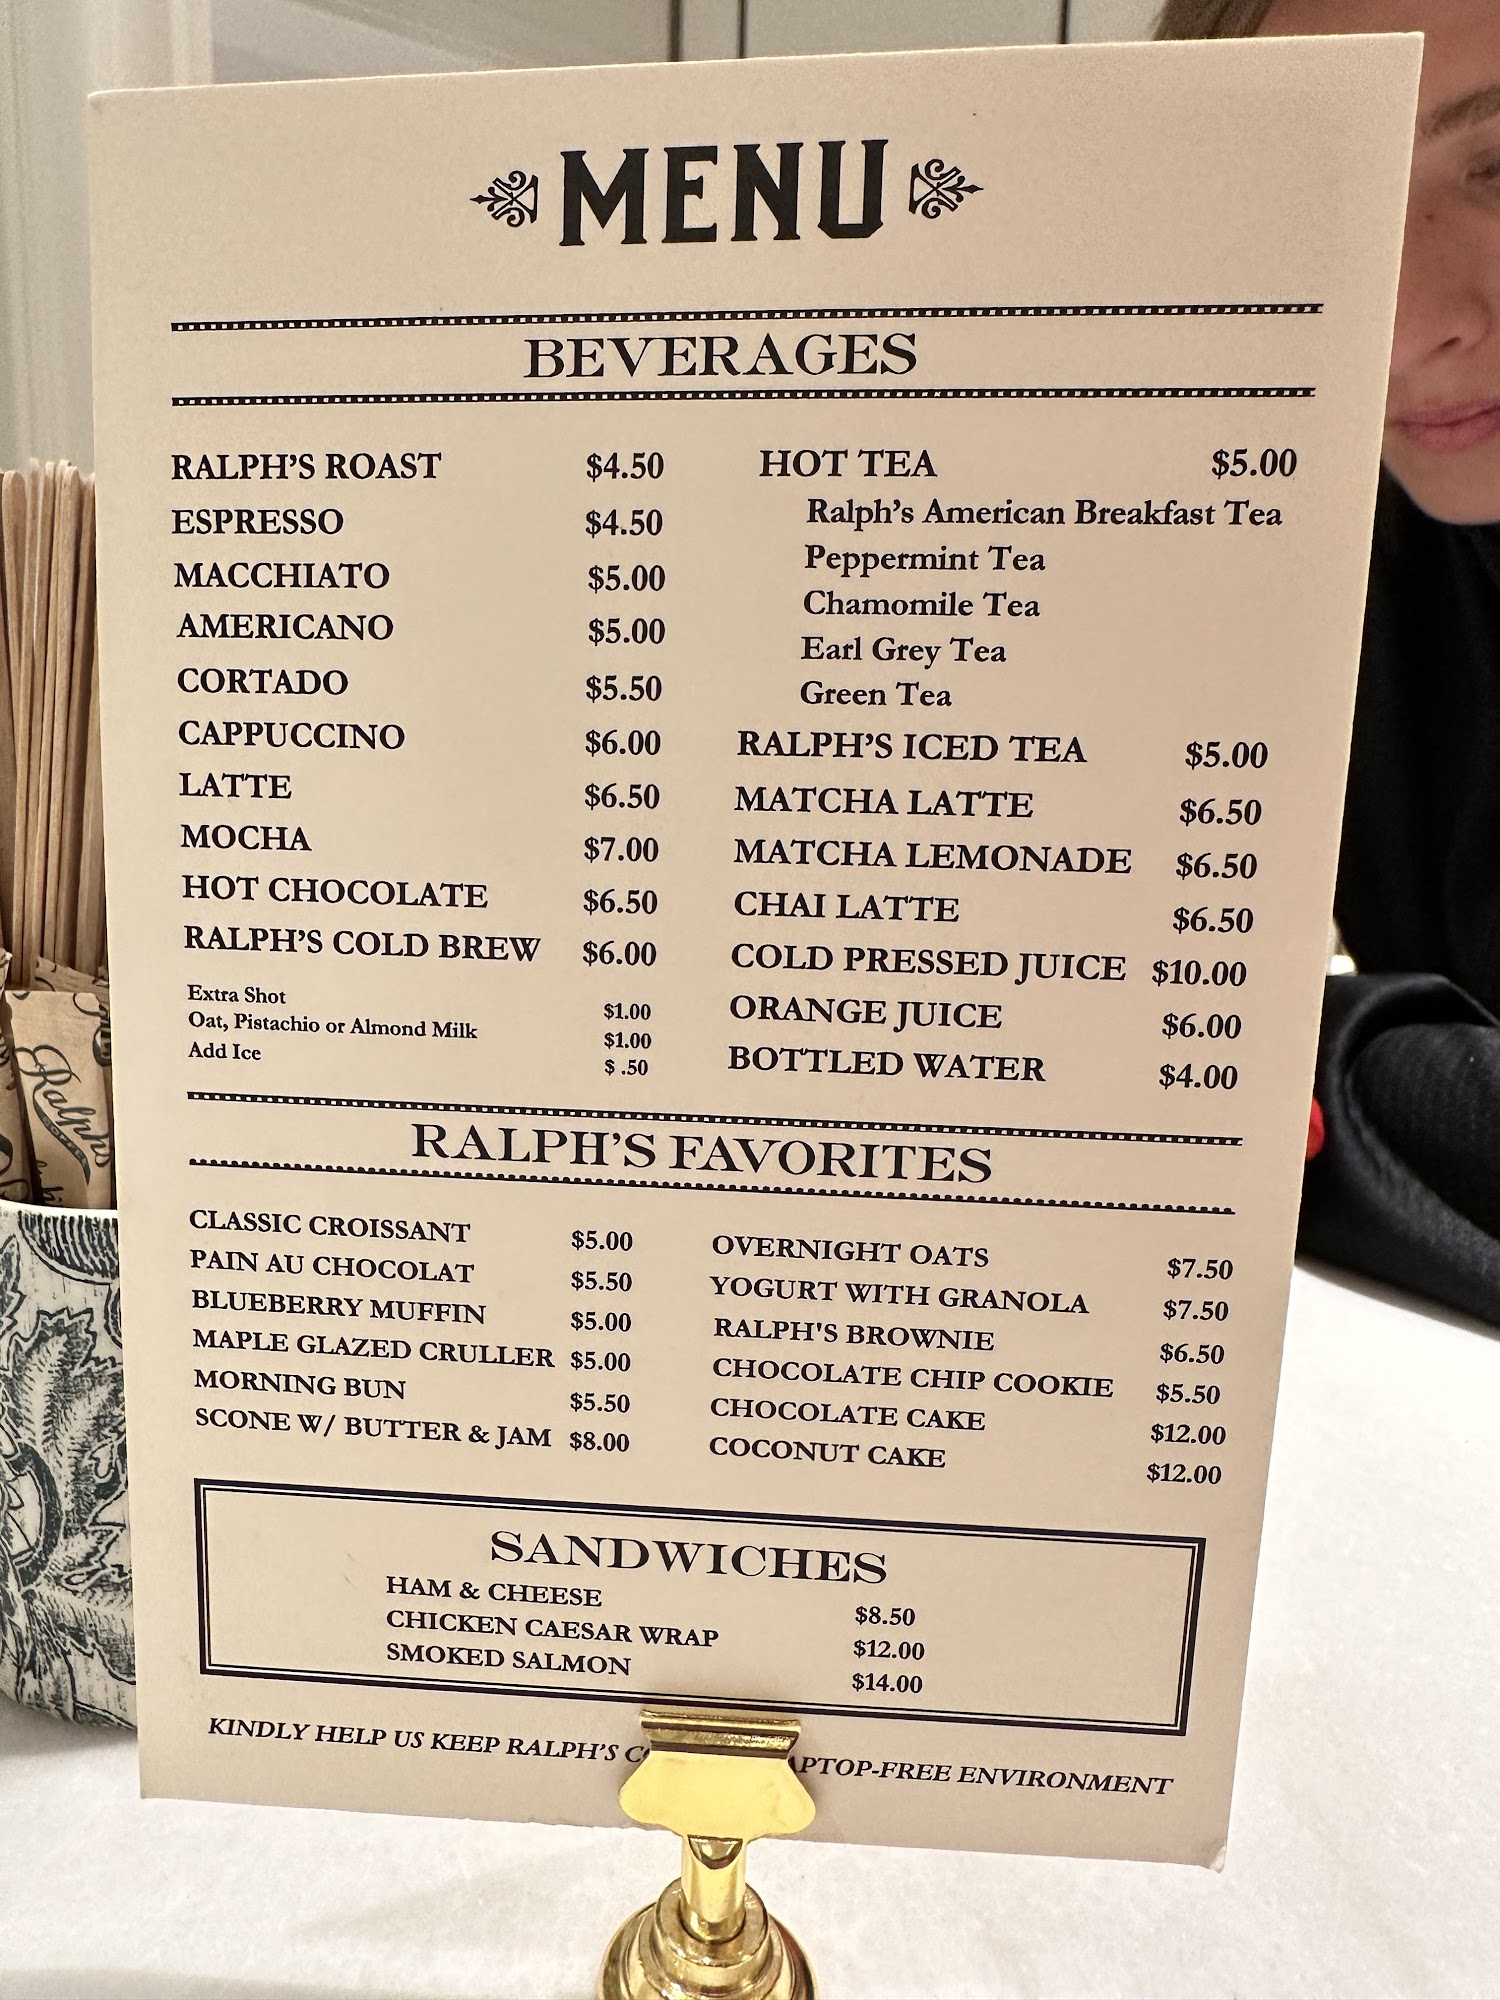 MENU
BEVERAGES
RALPH'S ROAST $4.50
ESPRESSO $4.50
MACCHIATO $5.00
AMERICANO $5.00
CORTADO $5.50
CAPPUCCINO $6.00
LATTE $6.50
MOCHA $7.00
HOT CHOCOLATE $6.50
RALPH'S COLD BREW $6.00
Extra Shot $1.00
Oat, Pistachio or Almond Milk $1.00
Add Ice $ .50
HOT TEA $5.00
Ralph's American Breakfast Tea
Peppermint Tea
Chamomile Tea
Earl Grey Tea
Green Tea
RALPH'S ICED TEA $5.00
MATCHA LATTE $6.50
MATCHA LEMONADE $6.50
CHAI LATTE $6.50
COLD PRESSED JUICE $10.00
ORANGE JUICE $6.00
BOTTLED WATER $4.00
RALPH'S FAVORITES
CLASSIC CROISSANT $5.00
PAIN AU CHOCOLAT $5.50
BLUEBERRY MUFFIN $5.00
MAPLE GLAZED CRULLER $5.00
MORNING BUN $5.50
SCONE W/ BUTTER & JAM $8.00
OVERNIGHT OATS $7.50
YOGURT WITH GRANOLA $7.50
RALPH'S BROWNIE $6.50
CHOCOLATE CHIP COOKIE $5.50
CHOCOLATE CAKE $12.00
COCONUT CAKE $12.00
SANDWICHES
HAM & CHEESE $8.50
CHICKEN CAESAR WRAP $12.00
SMOKED SALMON $14.00
KINDLY HELP US KEEP RALPH'S APTOP-FREE ENVIRONMENT
Ralph's